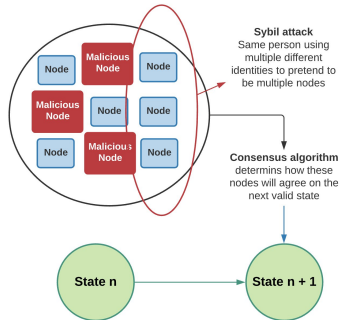 Sybil attack
Same person using
multiple different
identities to pretend to
be multiple nodes
Node
Malicious
Node
Node
Malicious
Node
Node
Node
Node
Malicious
Node
Node
Consensus algorithm
determines how these
nodes will agree on the
next valid state
State n
State n + 1